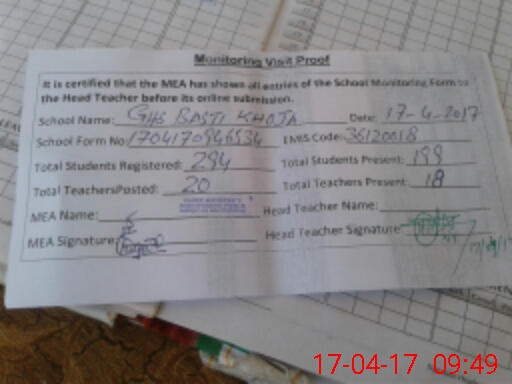 Monitoring Visit Proof
It is certified that the MEA has shown all entries of the School Monitoring Form to
the Head Teacher before its online submission.
School Name: GHS BASTI KHOJA Date: 17-4-2017
School Form No: 1704170946534 EMIS Code: 36120018
Total Students Registered: 294 Total Students Present: 199
Total TeachersPosted: 20 Total Teachers Present: 18
MEA Name: Head Teacher Name:
MEA Signature: Head Teacher Signature:
17-04-17 09:49